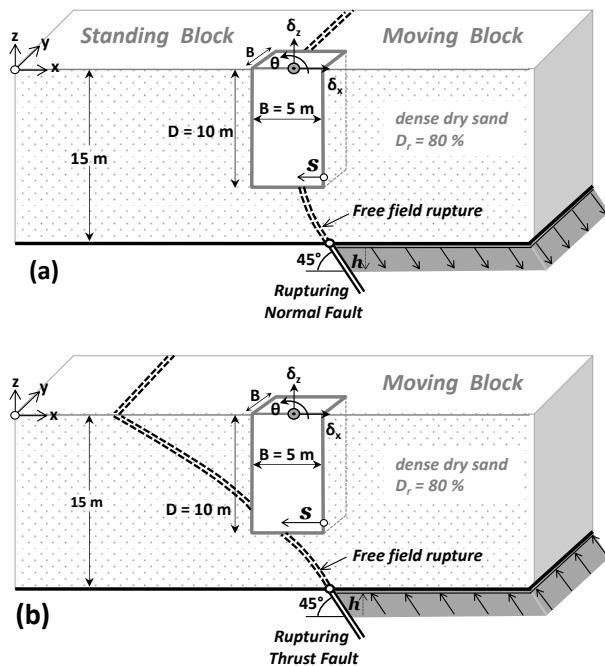 Standing Block
Moving Block
z
y
x
B
δz
θ
δx
15 m
D = 10 m
B = 5 m
dense dry sand
Dr = 80 %
s
Free field rupture
(a)
45°
h
Rupturing
Normal Fault
Moving Block
z
y
x
B
δz
θ
δx
15 m
D = 10 m
B = 5 m
dense dry sand
Dr = 80 %
s
Free field rupture
(b)
45°
h
Rupturing
Thrust Fault